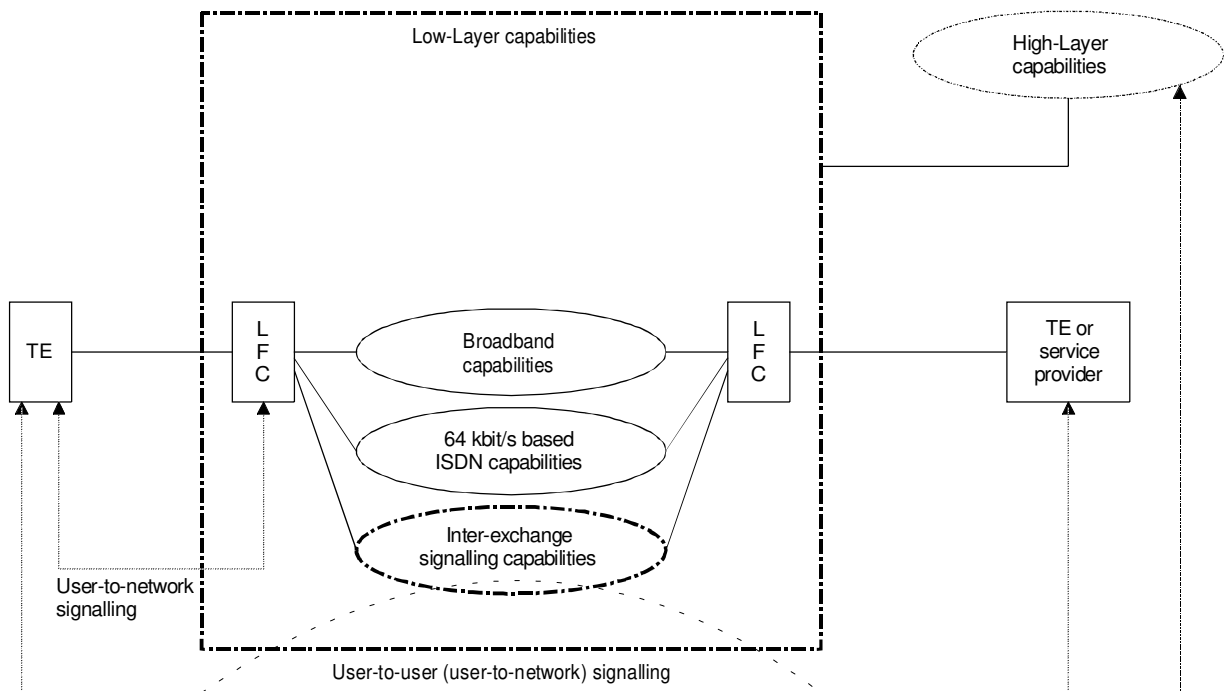 Low-Layer capabilities
High-Layer
capabilities
TE
L
F
C
Broadband
capabilities
L
F
C
TE or
service
provider
64 kbit/s based
ISDN capabilities
Inter-exchange
signalling capabilities
User-to-network
signalling
User-to-user (user-to-network) signalling